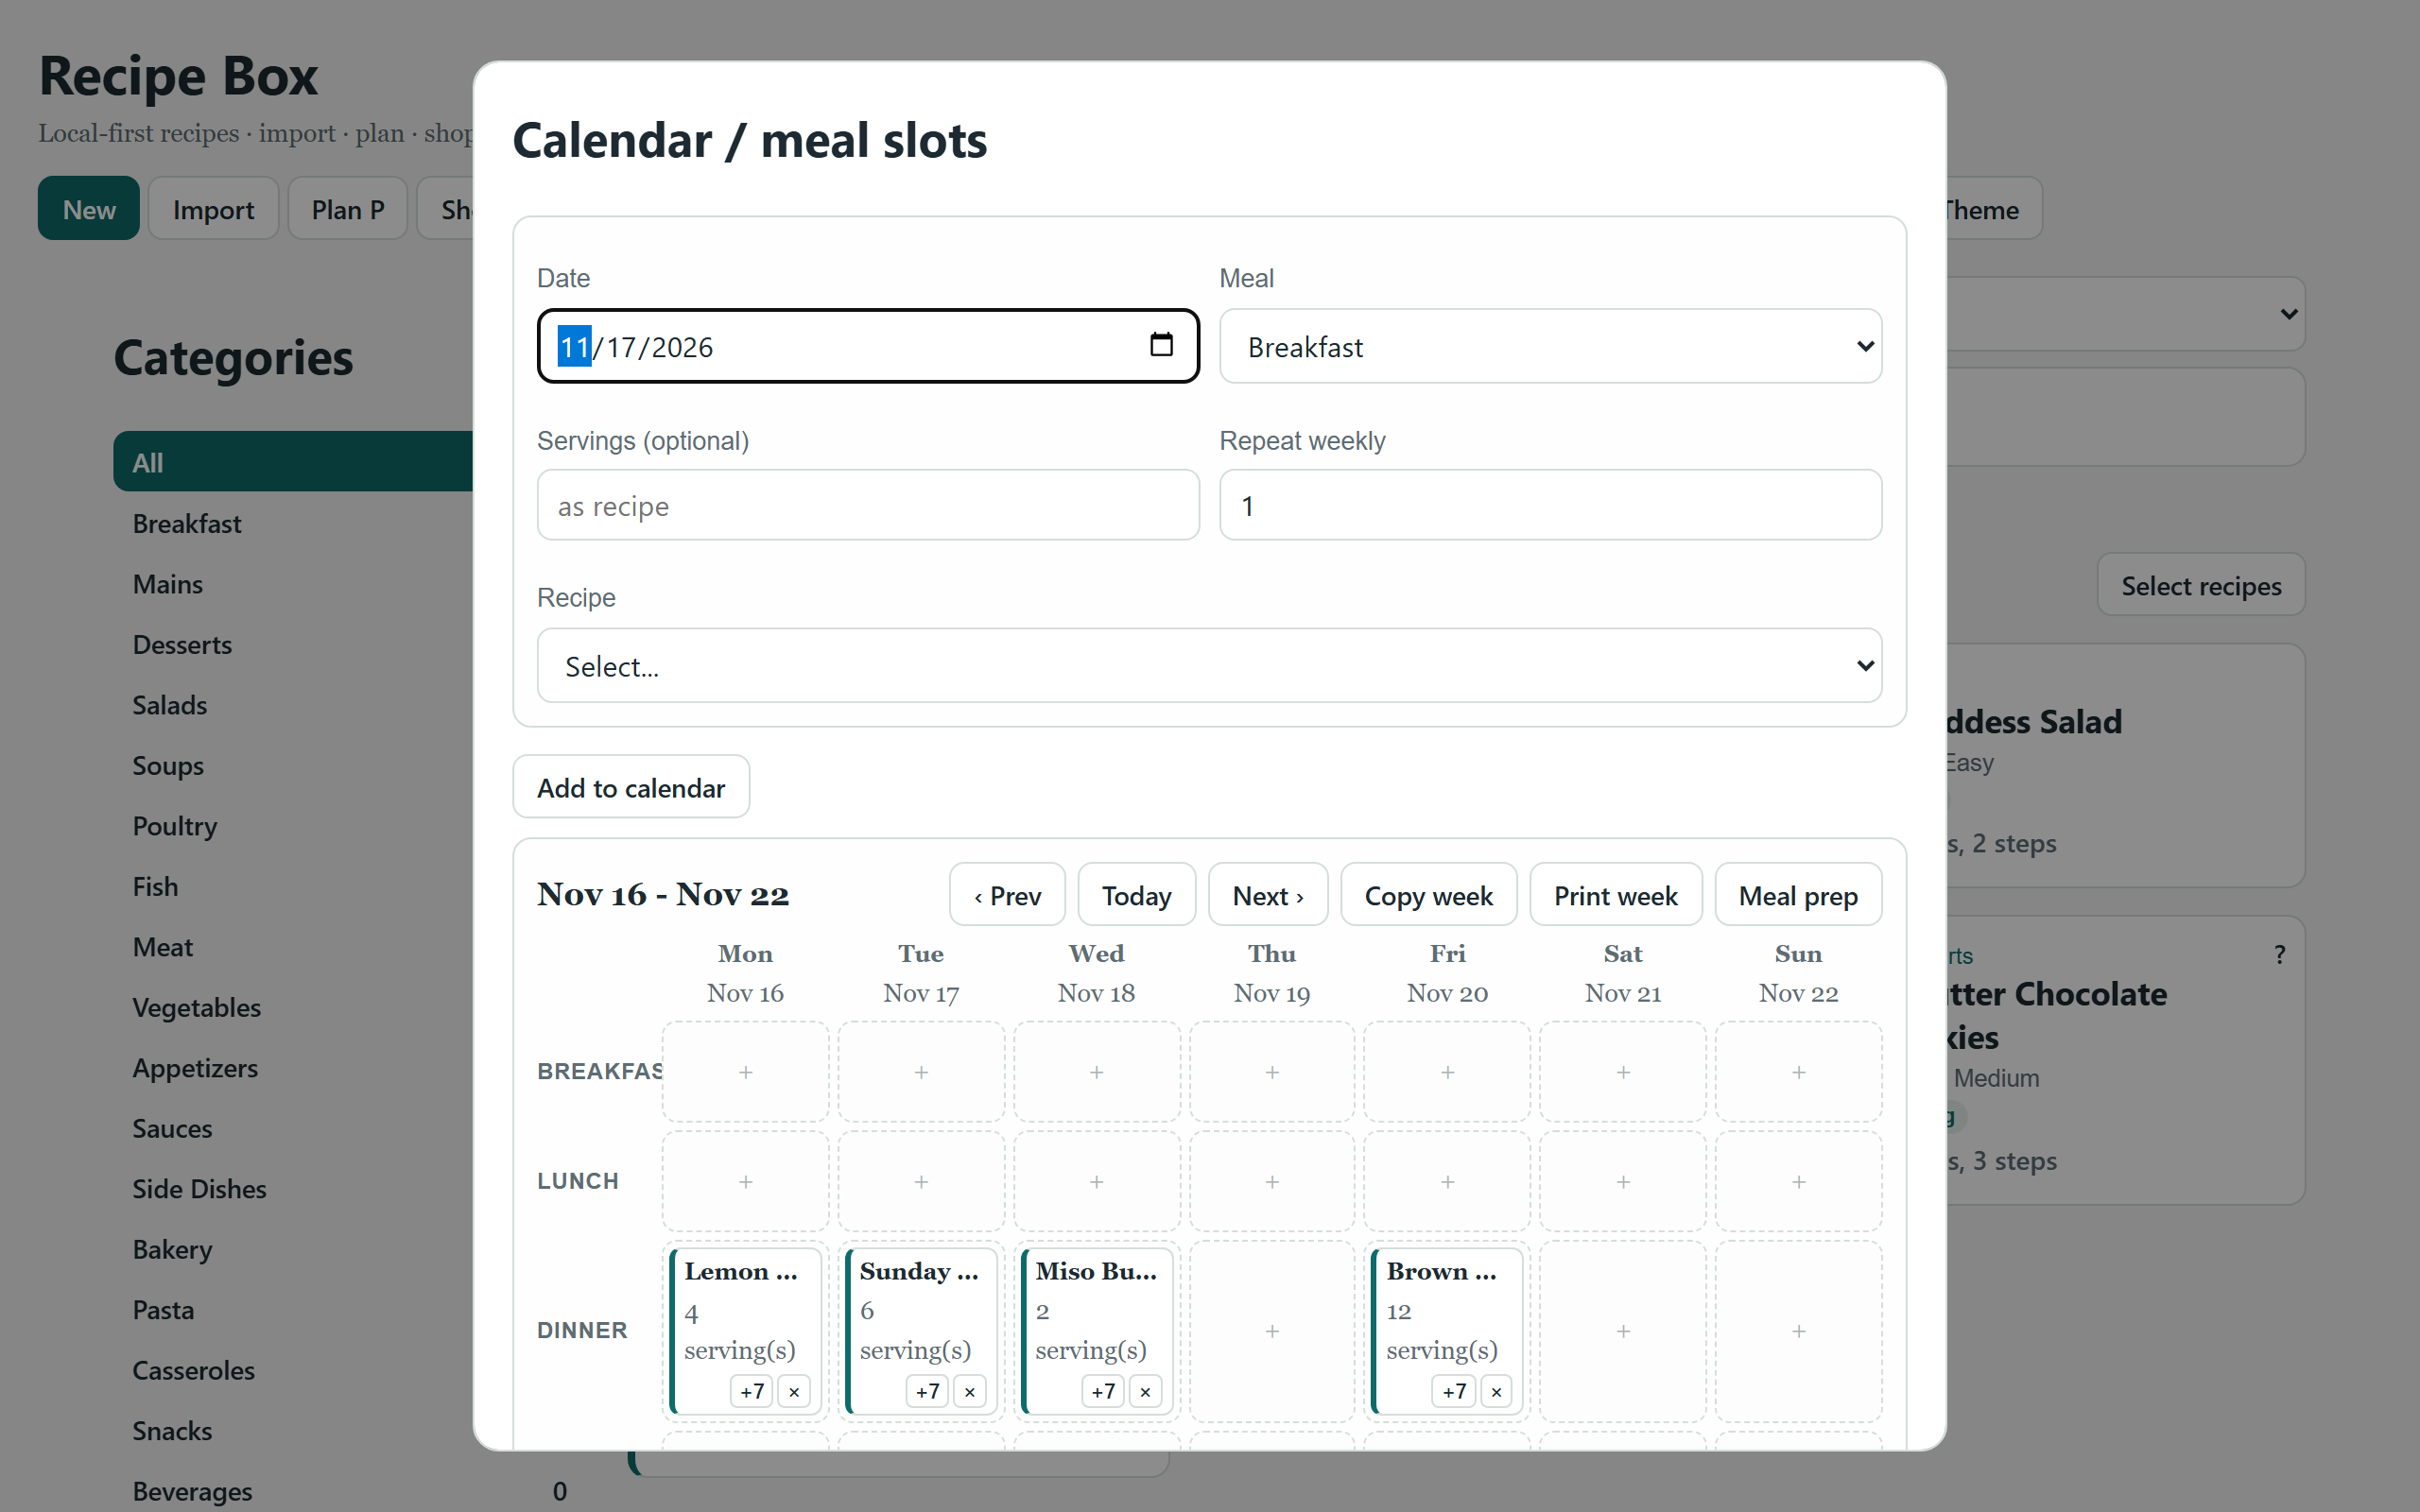 Recipe Box
Local-first recipes · import · plan · shop
New
Import
Plan P
Theme
Categories
All
Breakfast
Mains
Desserts
Salads
Soups
Poultry
Fish
Meat
Vegetables
Appetizers
Sauces
Side Dishes
Bakery
Pasta
Casseroles
Snacks
Beverages 0
Calendar / meal slots
Date
11/17/2026
Meal
Breakfast
Servings (optional)
as recipe
Repeat weekly
1
Recipe
Select...
Add to calendar
Nov 16 - Nov 22
‹ Prev
Today
Next ›
Copy week
Print week
Meal prep
Mon Tue Wed Thu Fri Sat Sun
Nov 16 Nov 17 Nov 18 Nov 19 Nov 20 Nov 21 Nov 22
BREAKFAS + + + + + + +
LUNCH + + + + + + +
DINNER
Lemon ...
4
serving(s)
+7 ×
Sunday ...
6
serving(s)
+7 ×
Miso Bu...
2
serving(s)
+7 ×
+
Brown ...
12
serving(s)
+7 ×
+
+
Select recipes
Salad
Easy
2 steps
?
Chocolate
Medium
3 steps